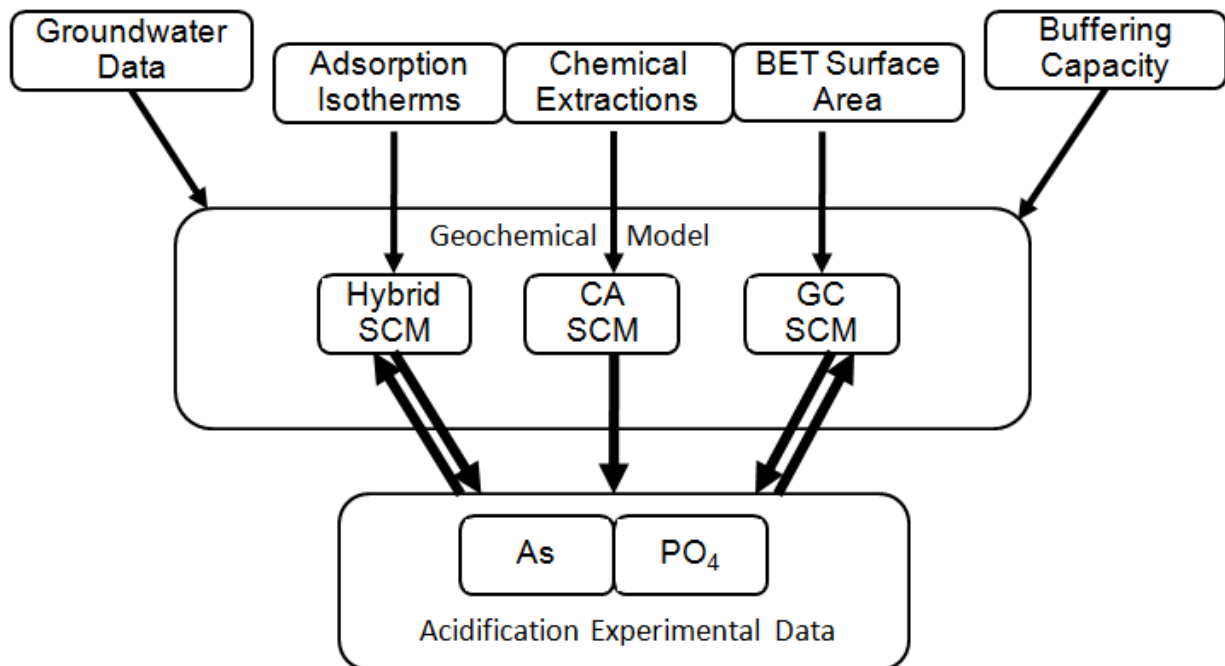 Groundwater
Data
Adsorption
Isotherms
Chemical
Extractions
BET Surface
Area
Buffering
Capacity
Geochemical Model
Hybrid
SCM
CA
SCM
GC
SCM
As
PO₄
Acidification Experimental Data